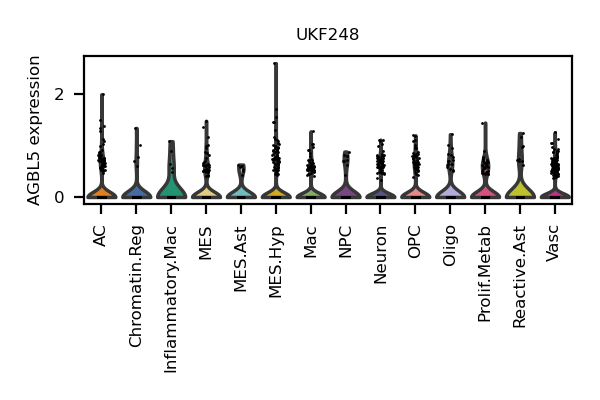 UKF248
AGBL5 expression
2
0
AC
Chromatin.Reg
Inflammatory.Mac
MES
MES.Ast
MES.Hyp
Mac
NPC
Neuron
OPC
Oligo
Prolif.Metab
Reactive.Ast
Vasc